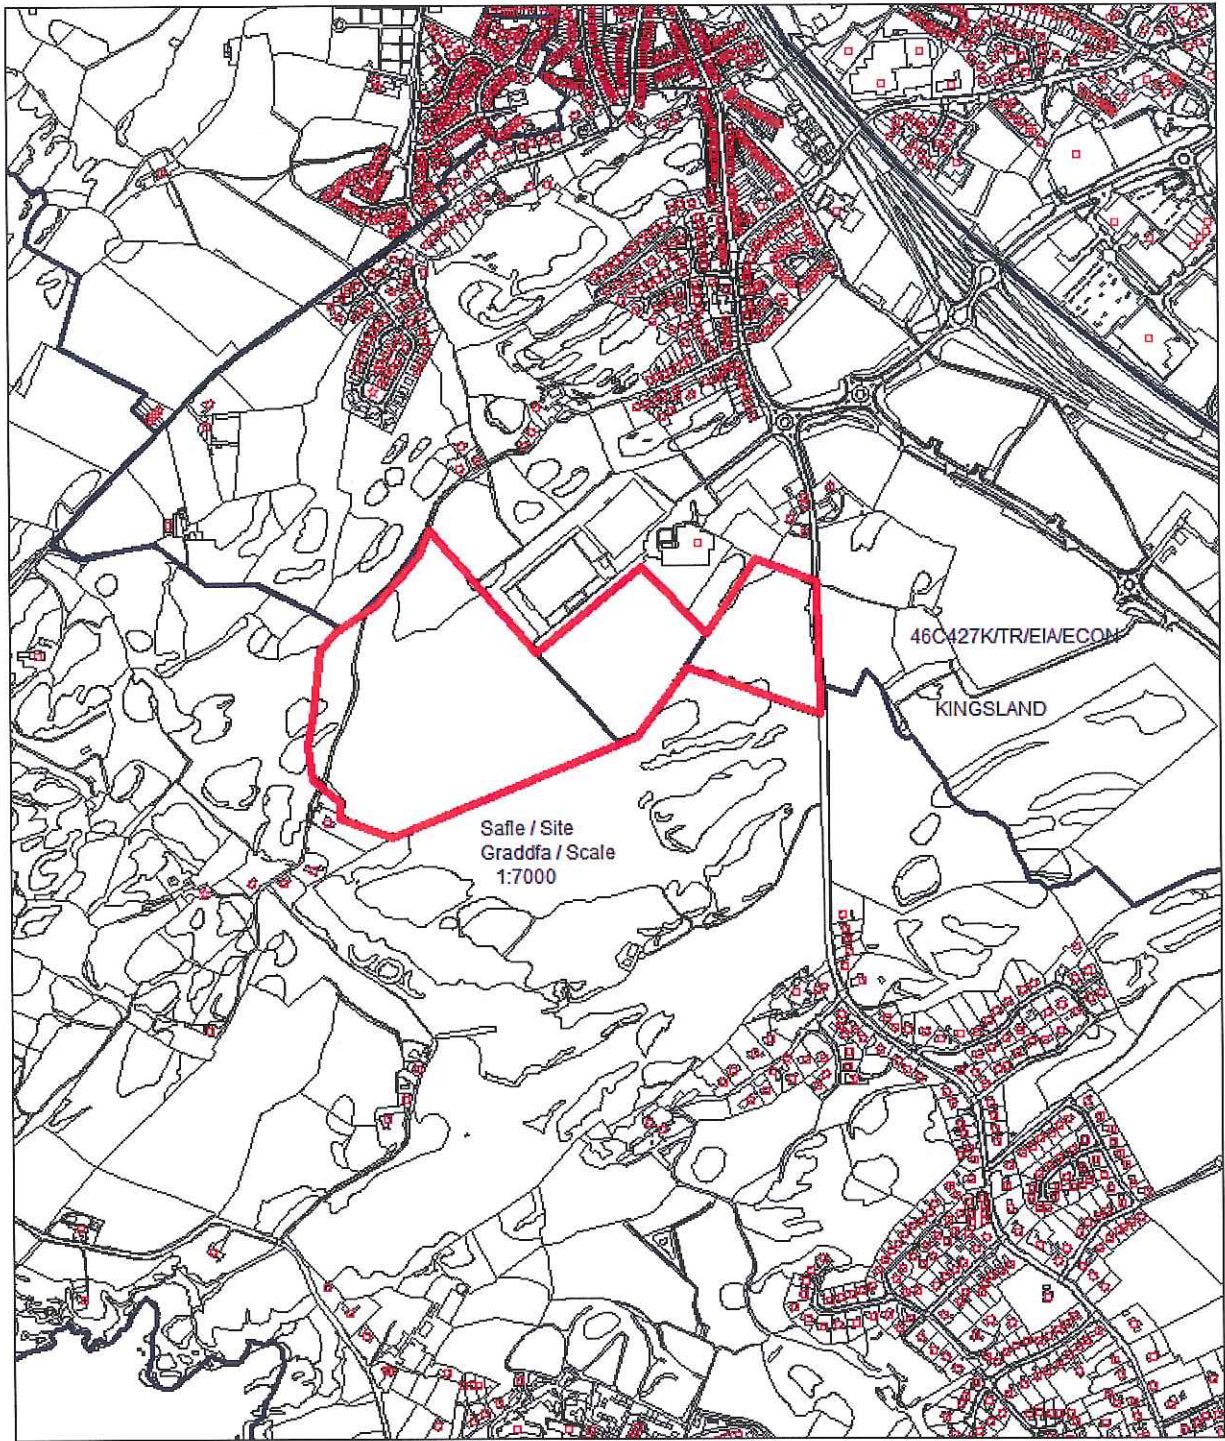 46C427K/TR/EIA/ECON
KINGSLAND
Safle / Site
Graddfa / Scale
1:7000